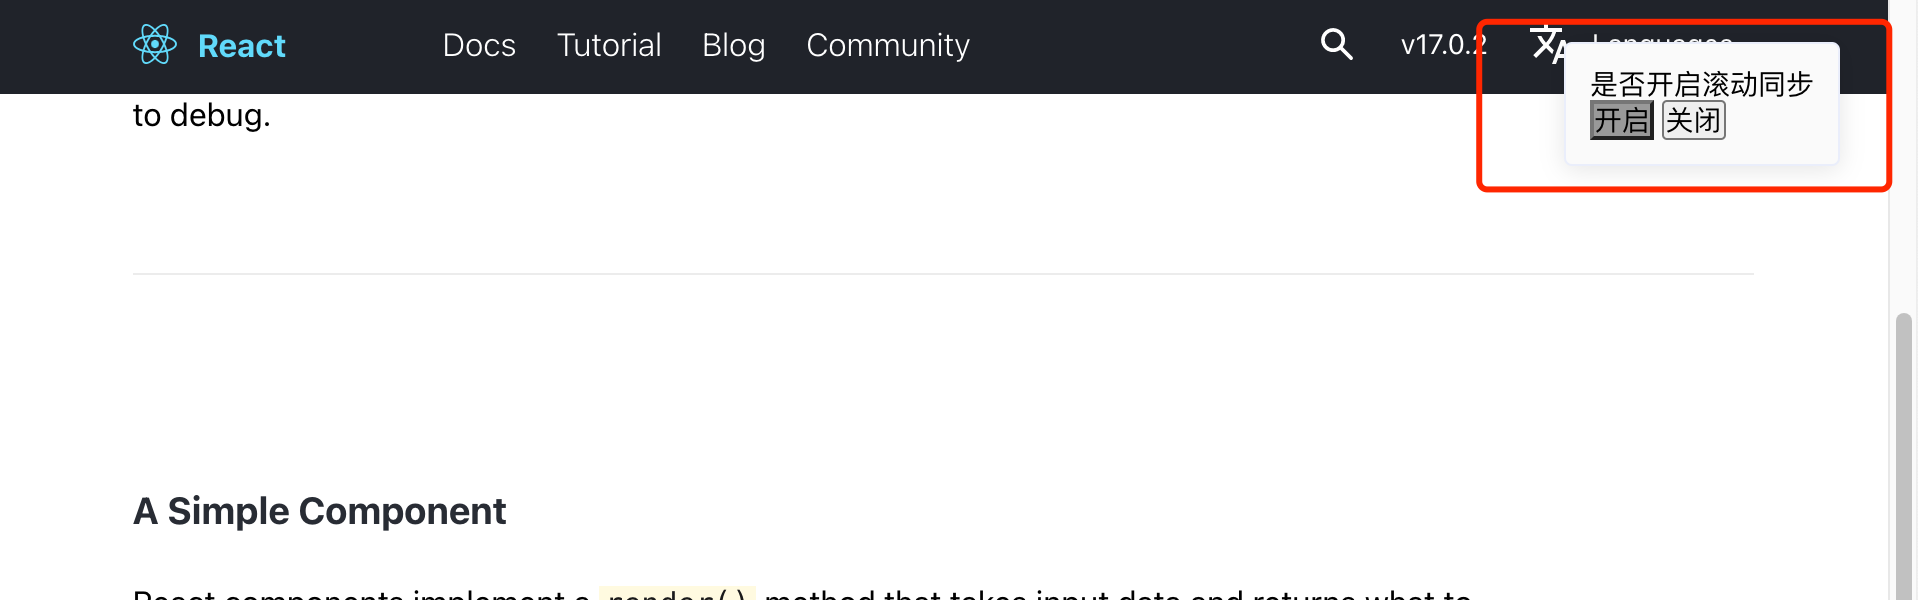 React
Docs Tutorial Blog Community
v17.0.2
Languages
是否开启滚动同步
开启 关闭
to debug.
A Simple Component
React components implement a render() method that takes input data and returns what to